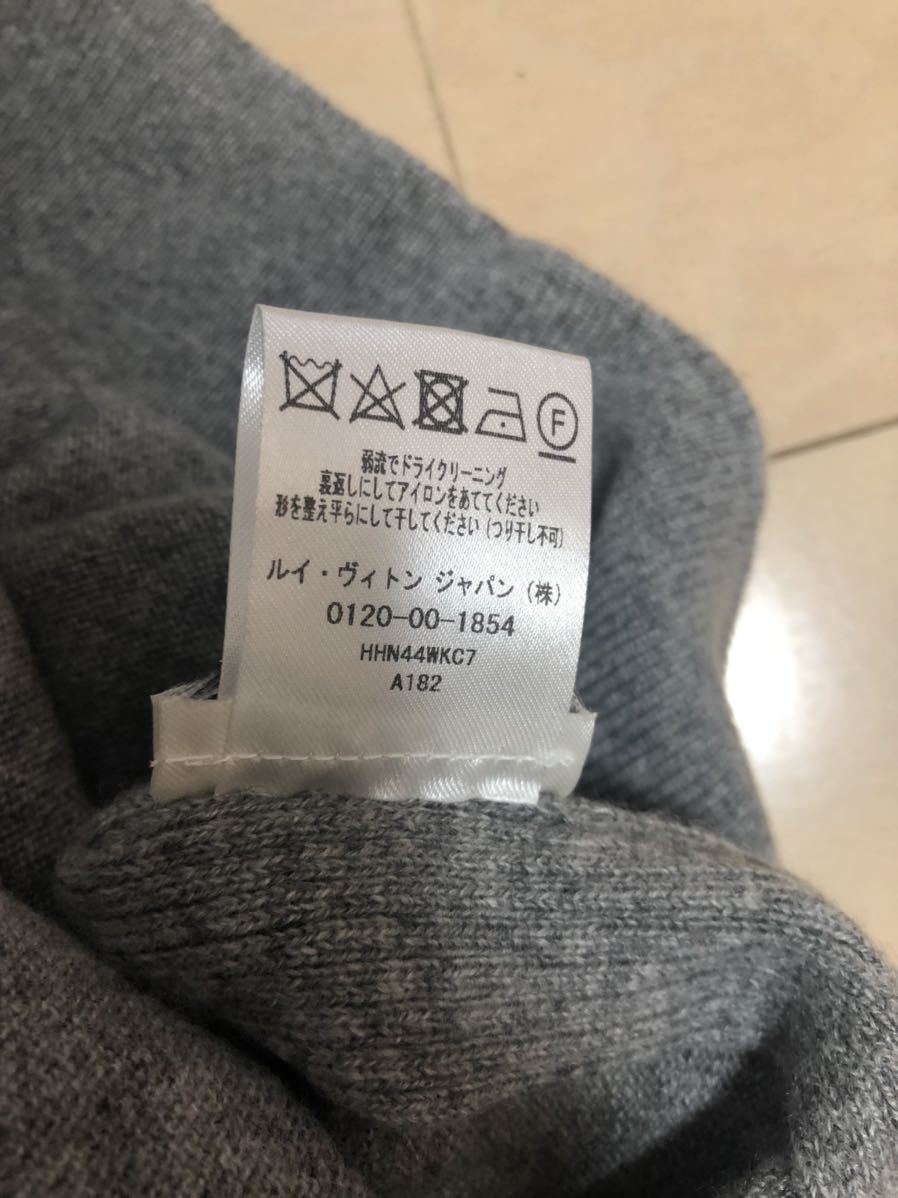 F
弱流でドライクリーニング
裏返しにしてアイロンをあててください
形を整え平らにして干してください(つり干し不可)
ルイ・ヴィトン ジャパン(株)
0120-00-1854
HHN44WKC7
A182